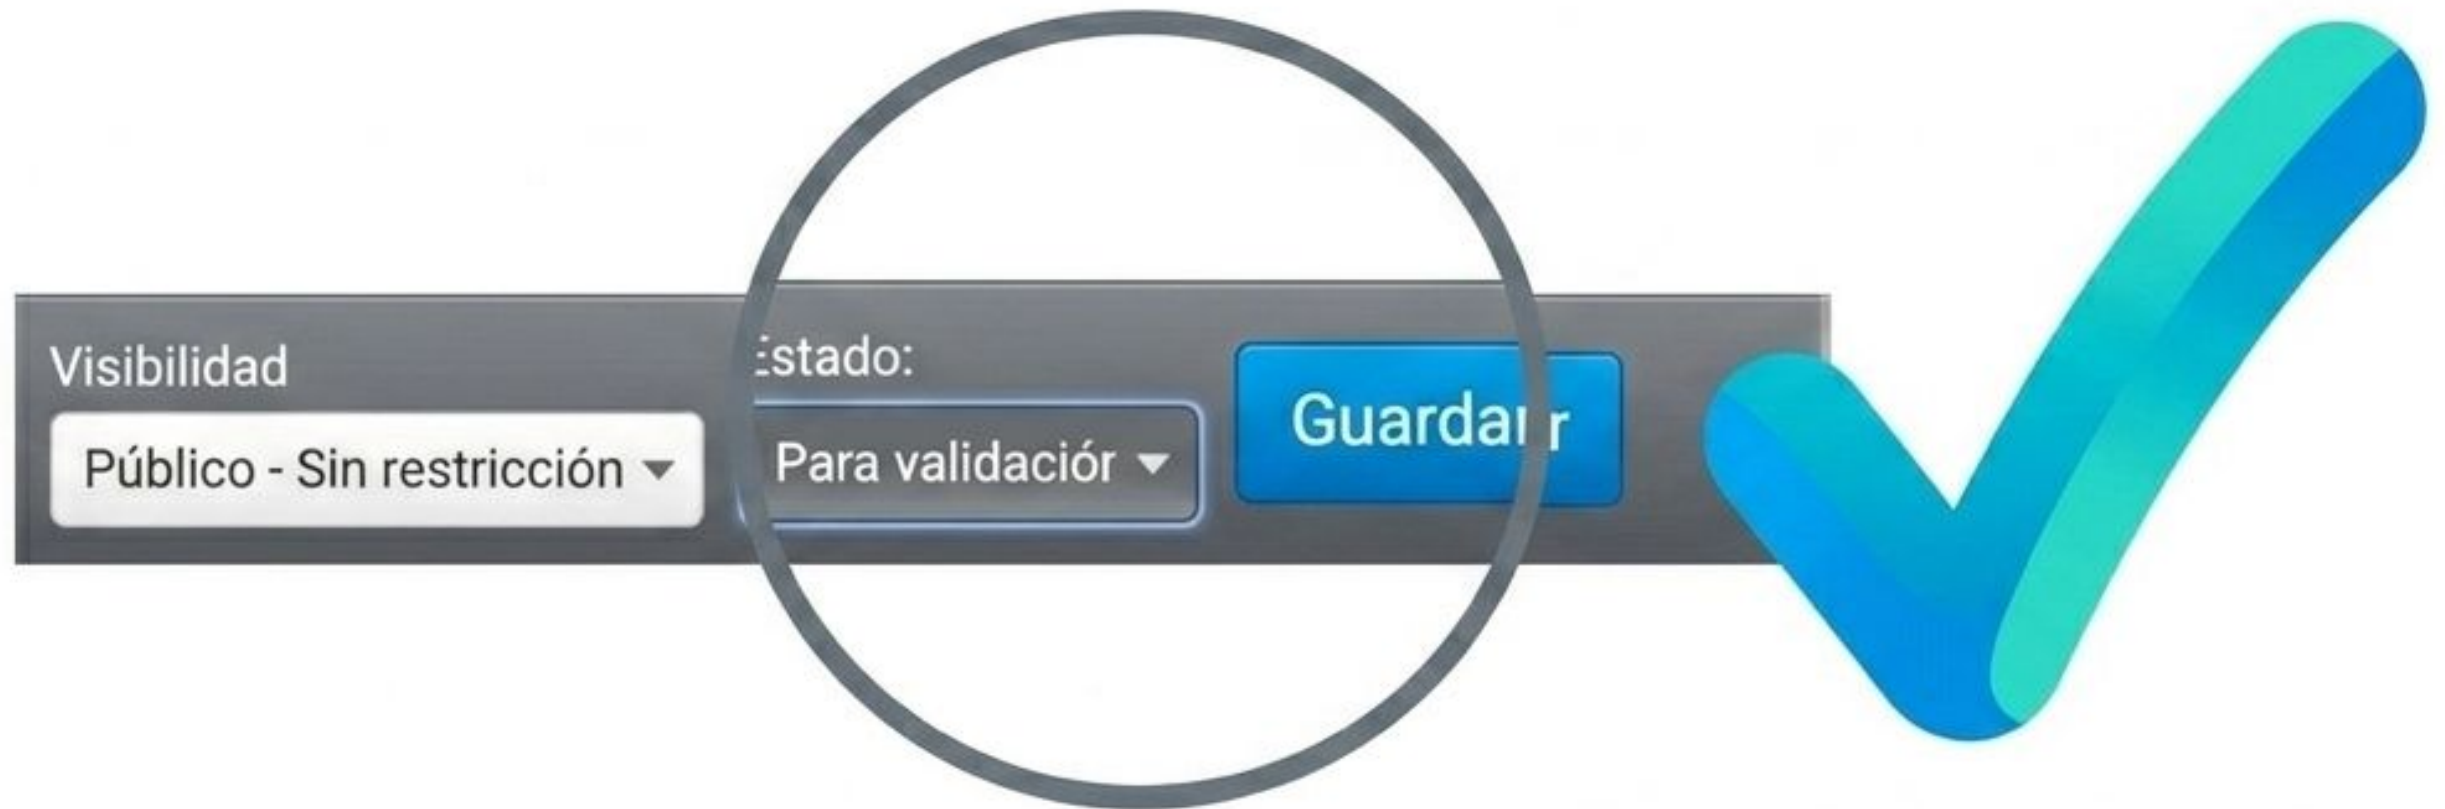 Visibilidad
Estado:
Público - Sin restricción
Para validaciór
Guardar